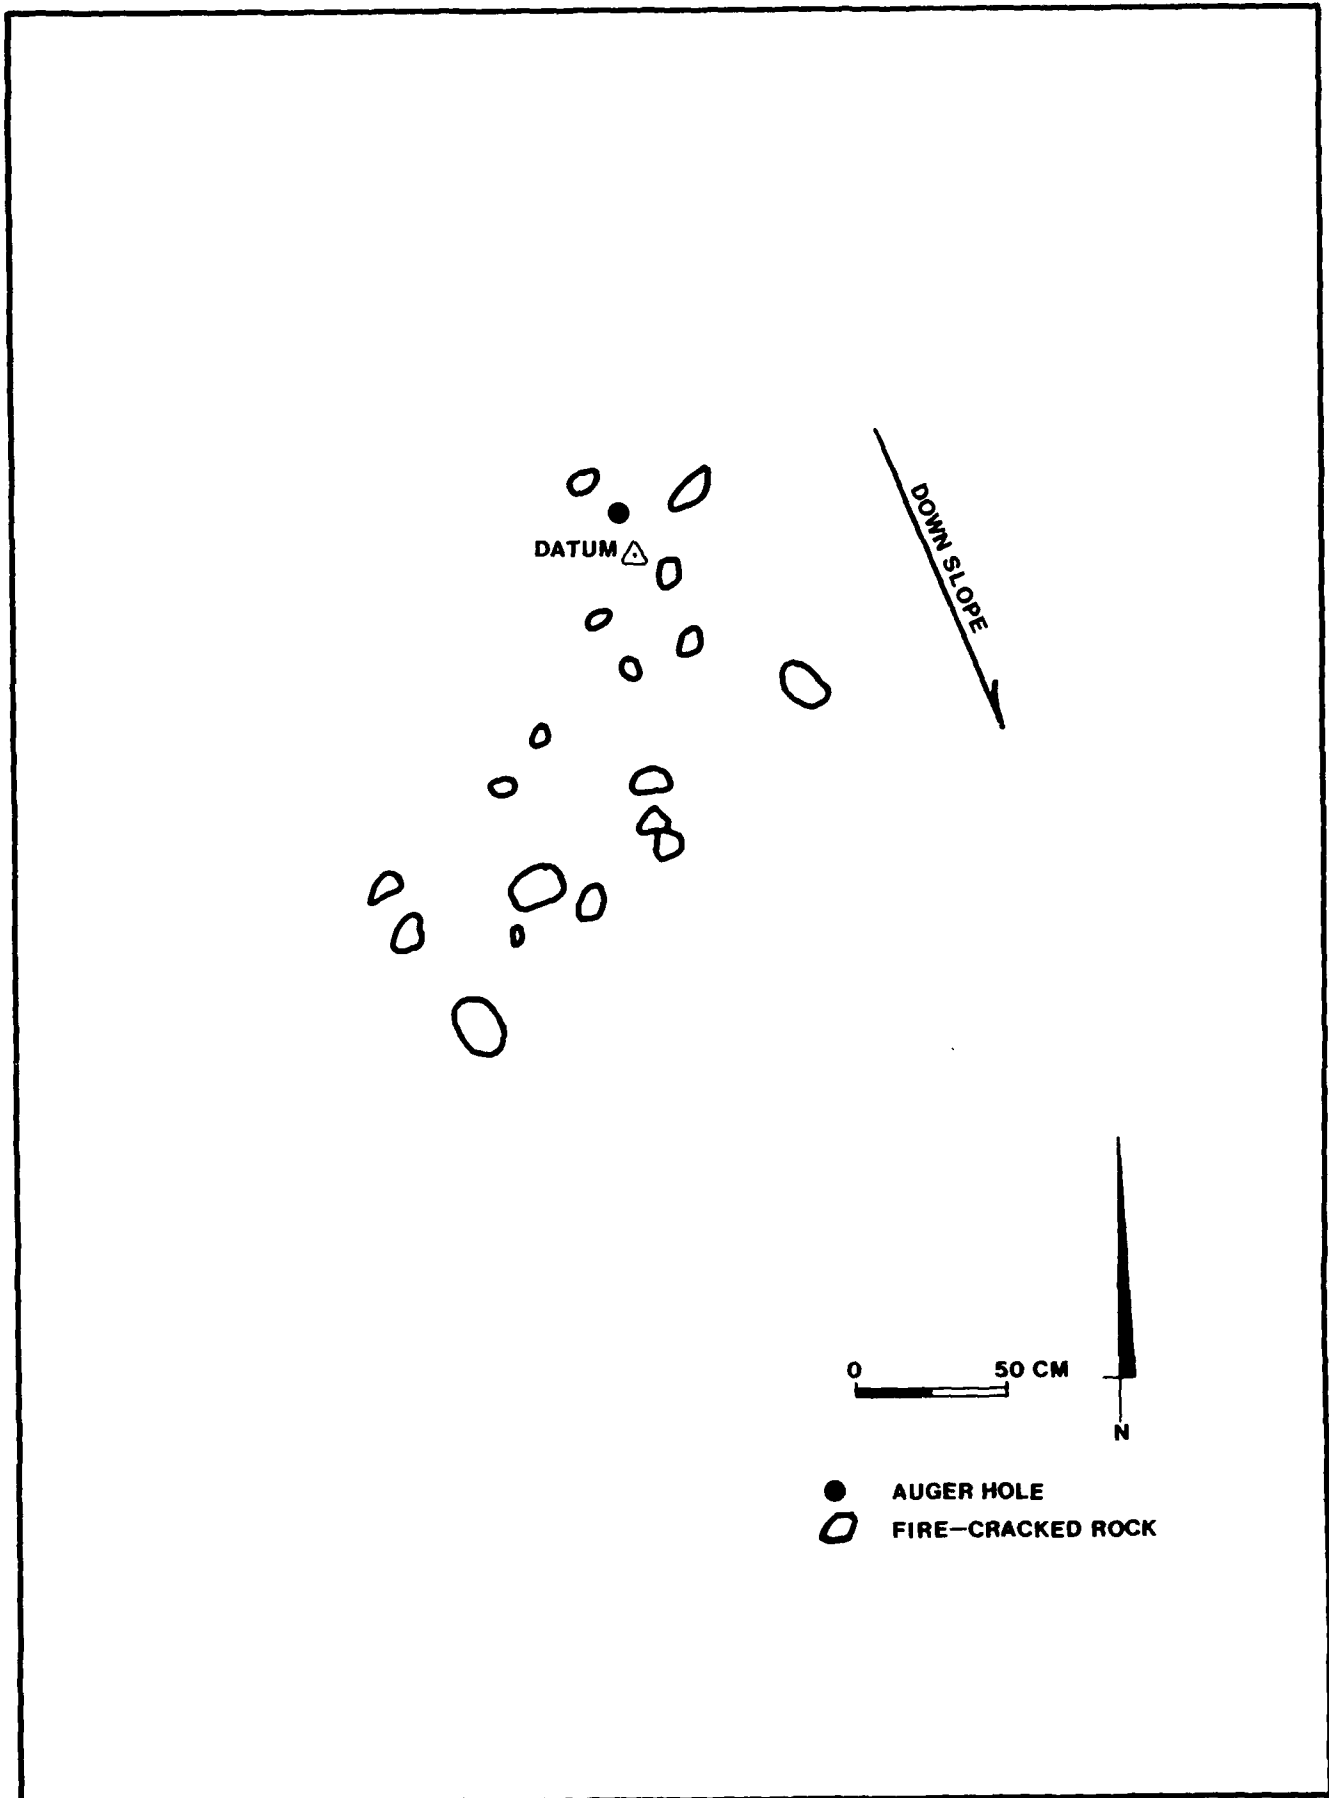 DATUM
DOWN SLOPE
0 50 CM
N
AUGER HOLE
FIRE—CRACKED ROCK